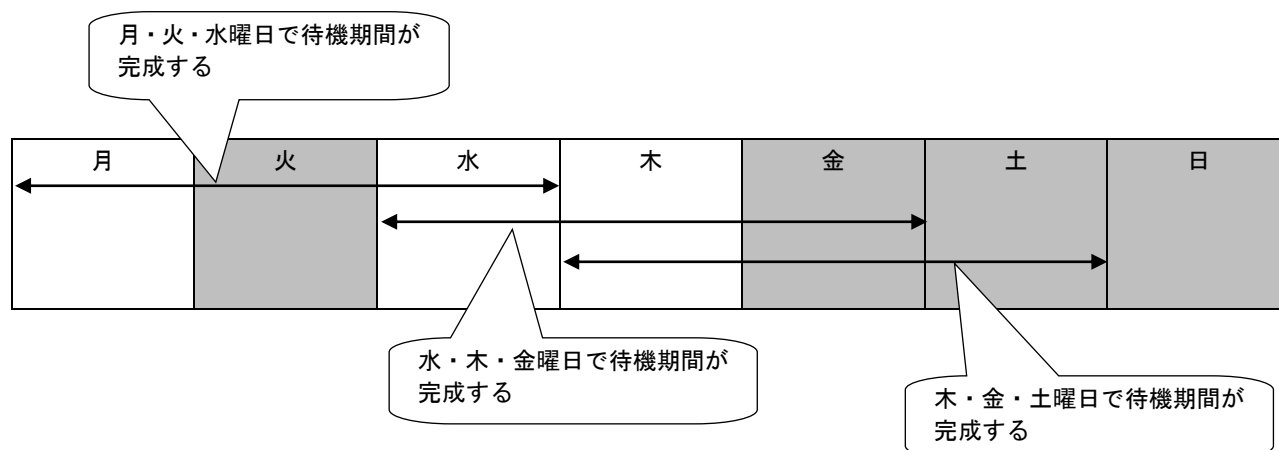 月・火・水曜日で待機期間が
完成する
月 火 水 木 金 土 日
水・木・金曜日で待機期間が
完成する
木・金・土曜日で待機期間が
完成する